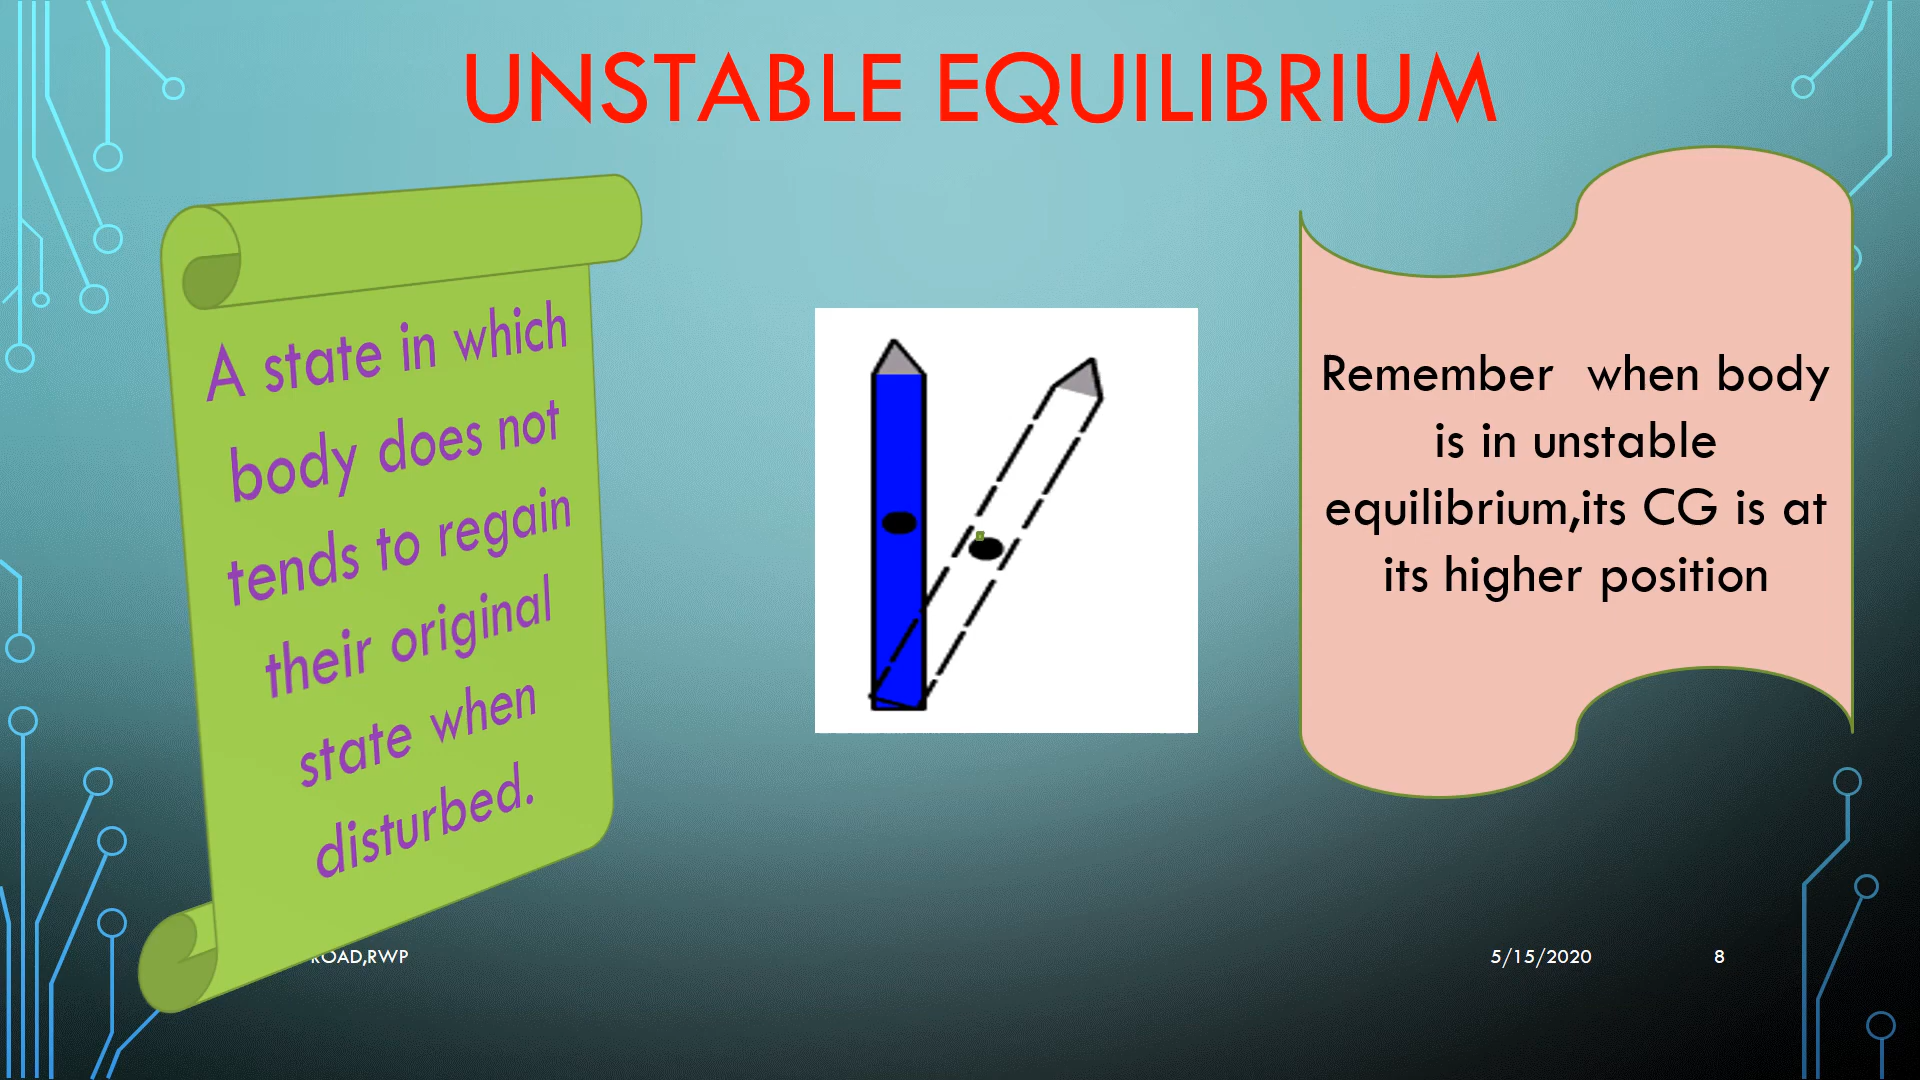 UNSTABLE EQUILIBRIUM
A state in which
body does not
tends to regain
their original
state when
disturbed.
Remember  when body
is in unstable
equilibrium,its CG is at
its higher position
ROAD,RWP
5/15/2020
8